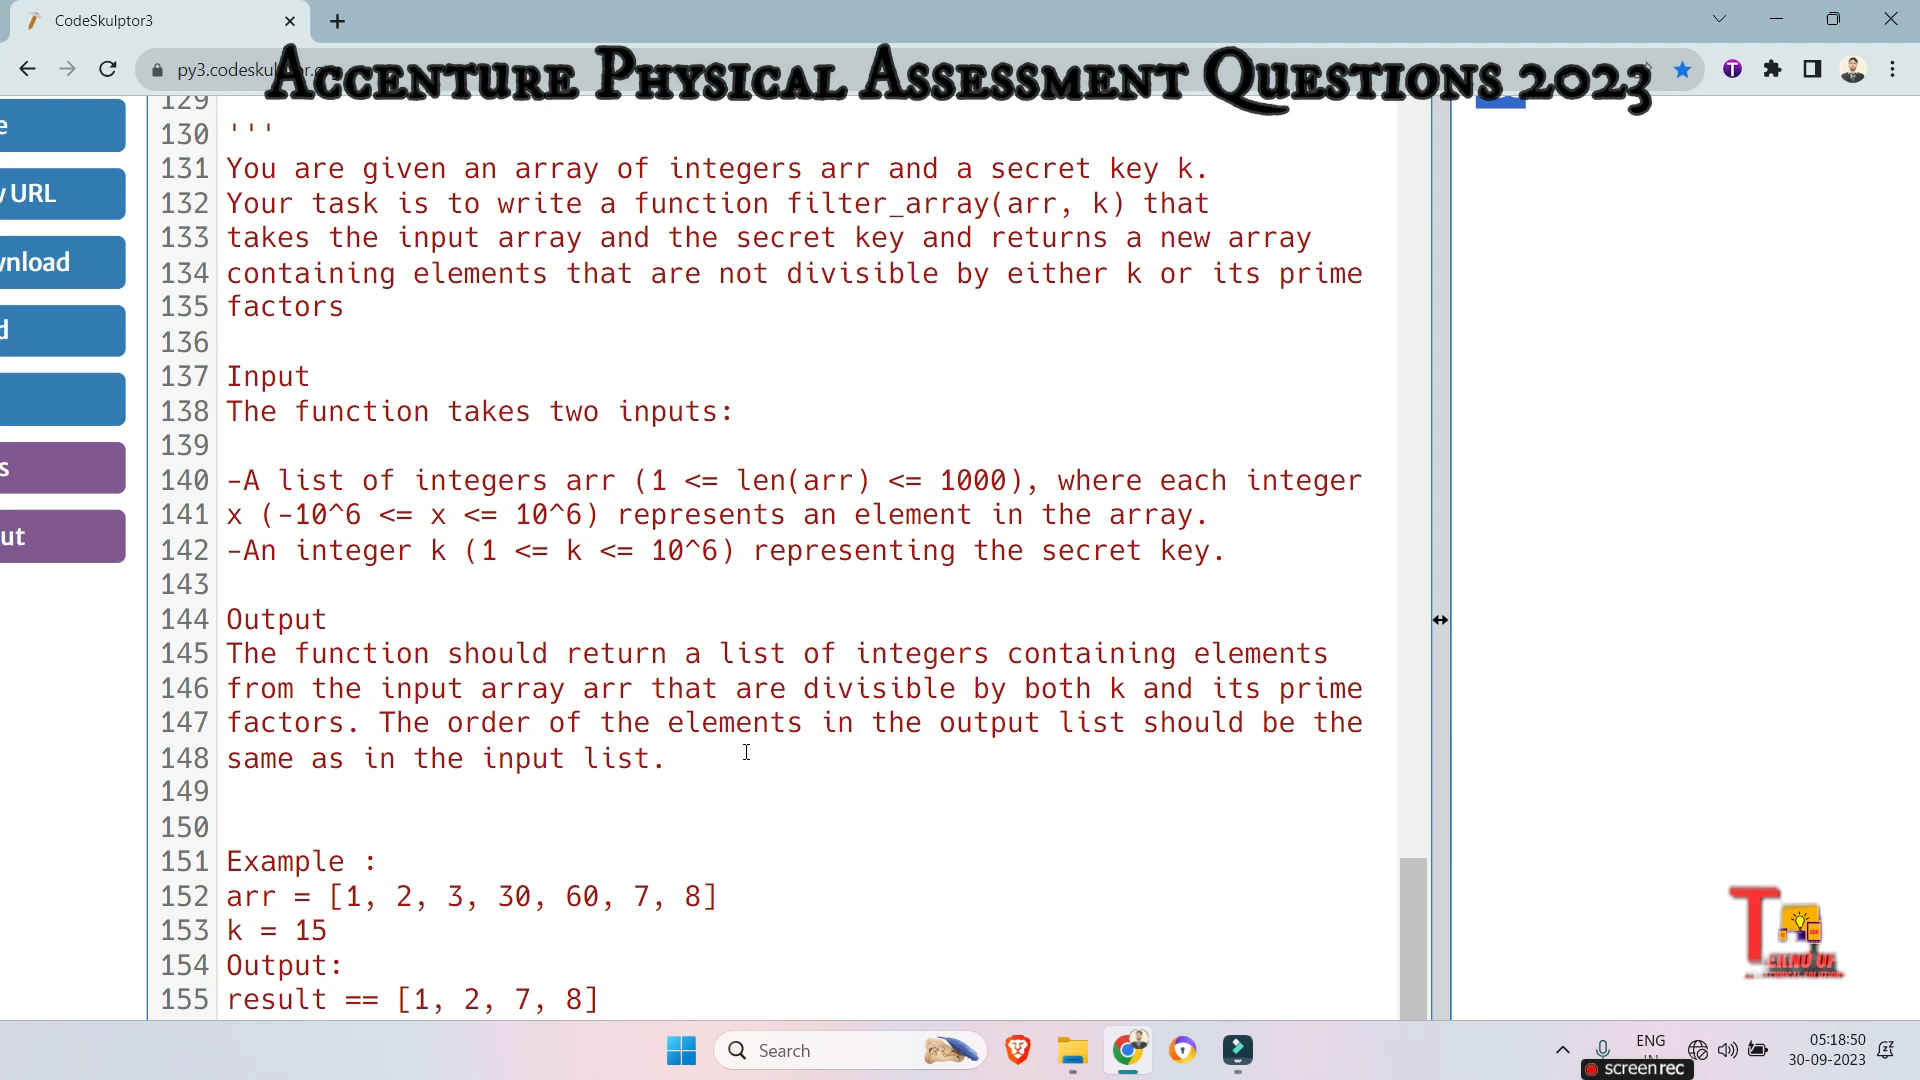 CodeSkulptor3
py3.codeskul
Accenture Physical Assessment Questions 2023
129
130 '''
131 You are given an array of integers arr and a secret key k.
132 Your task is to write a function filter_array(arr, k) that
133 takes the input array and the secret key and returns a new array
134 containing elements that are not divisible by either k or its prime
135 factors
136
137 Input
138 The function takes two inputs:
139
140 -A list of integers arr (1 <= len(arr) <= 1000), where each integer
141 x (-10^6 <= x <= 10^6) represents an element in the array.
142 -An integer k (1 <= k <= 10^6) representing the secret key.
143
144 Output
145 The function should return a list of integers containing elements
146 from the input array arr that are divisible by both k and its prime
147 factors. The order of the elements in the output list should be the
148 same as in the input list.
149
150
151 Example :
152 arr = [1, 2, 3, 30, 60, 7, 8]
153 k = 15
154 Output:
155 result == [1, 2, 7, 8]
e
URL
wnload
d
s
ut
T
TEKNO UF
Search
ENG
05:18:50
30-09-2023
screenrec